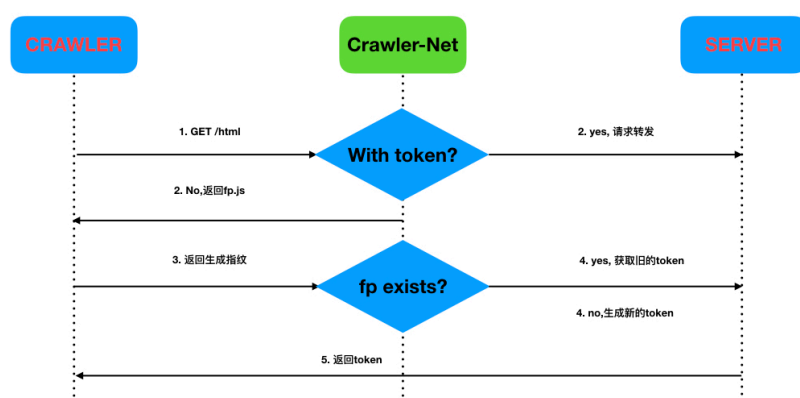 CRAWLER
Crawler-Net
SERVER
1. GET /html
With token?
2. yes, 请求转发
2. No,返回fp.js
3. 返回生成指纹
fp exists?
4. yes, 获取旧的token
4. no,生成新的token
5. 返回token